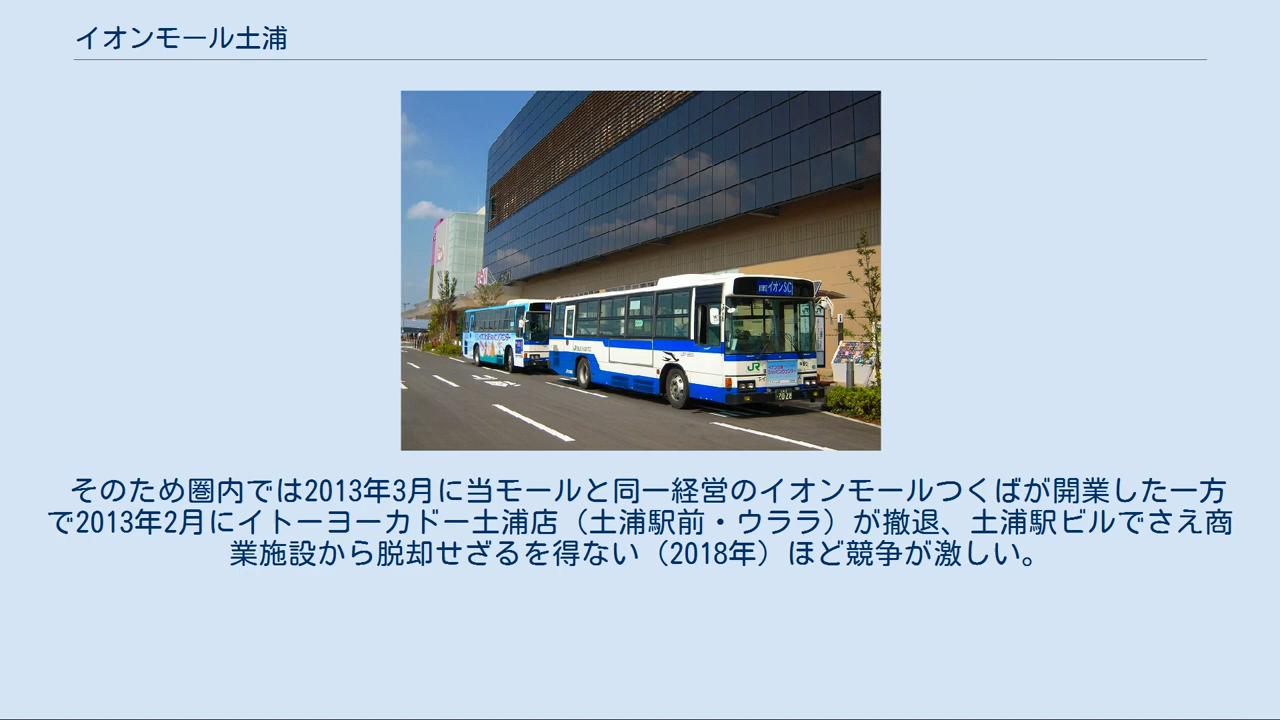 イオンモール土浦
イオンSC
JR
そのため圏内では2013年3月に当モールと同一経営のイオンモールつくばが開業した一方
で2013年2月にイトーヨーカドー土浦店（土浦駅前・ウララ）が撤退、土浦駅ビルでさえ商
業施設から脱却せざるを得ない（2018年）ほど競争が激しい。